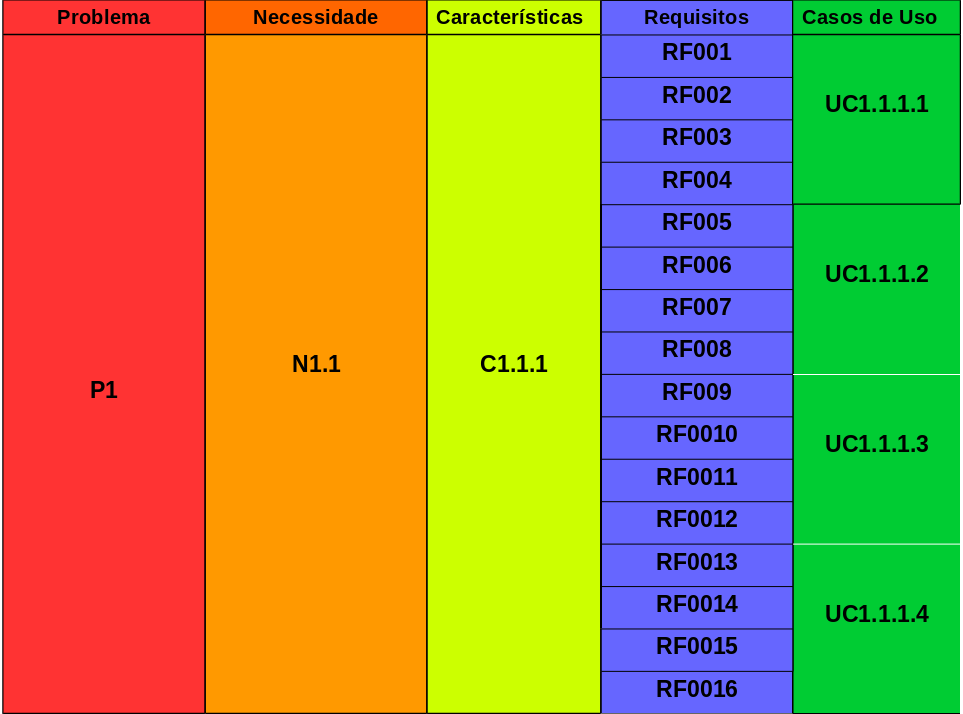 Problema Necessidade Características Requisitos Casos de Uso
RF001
RF002
UC1.1.1.1
RF003
RF004
RF005
RF006
UC1.1.1.2
RF007
RF008
N1.1 C1.1.1
P1
RF009
RF0010
UC1.1.1.3
RF0011
RF0012
RF0013
RF0014
UC1.1.1.4
RF0015
RF0016